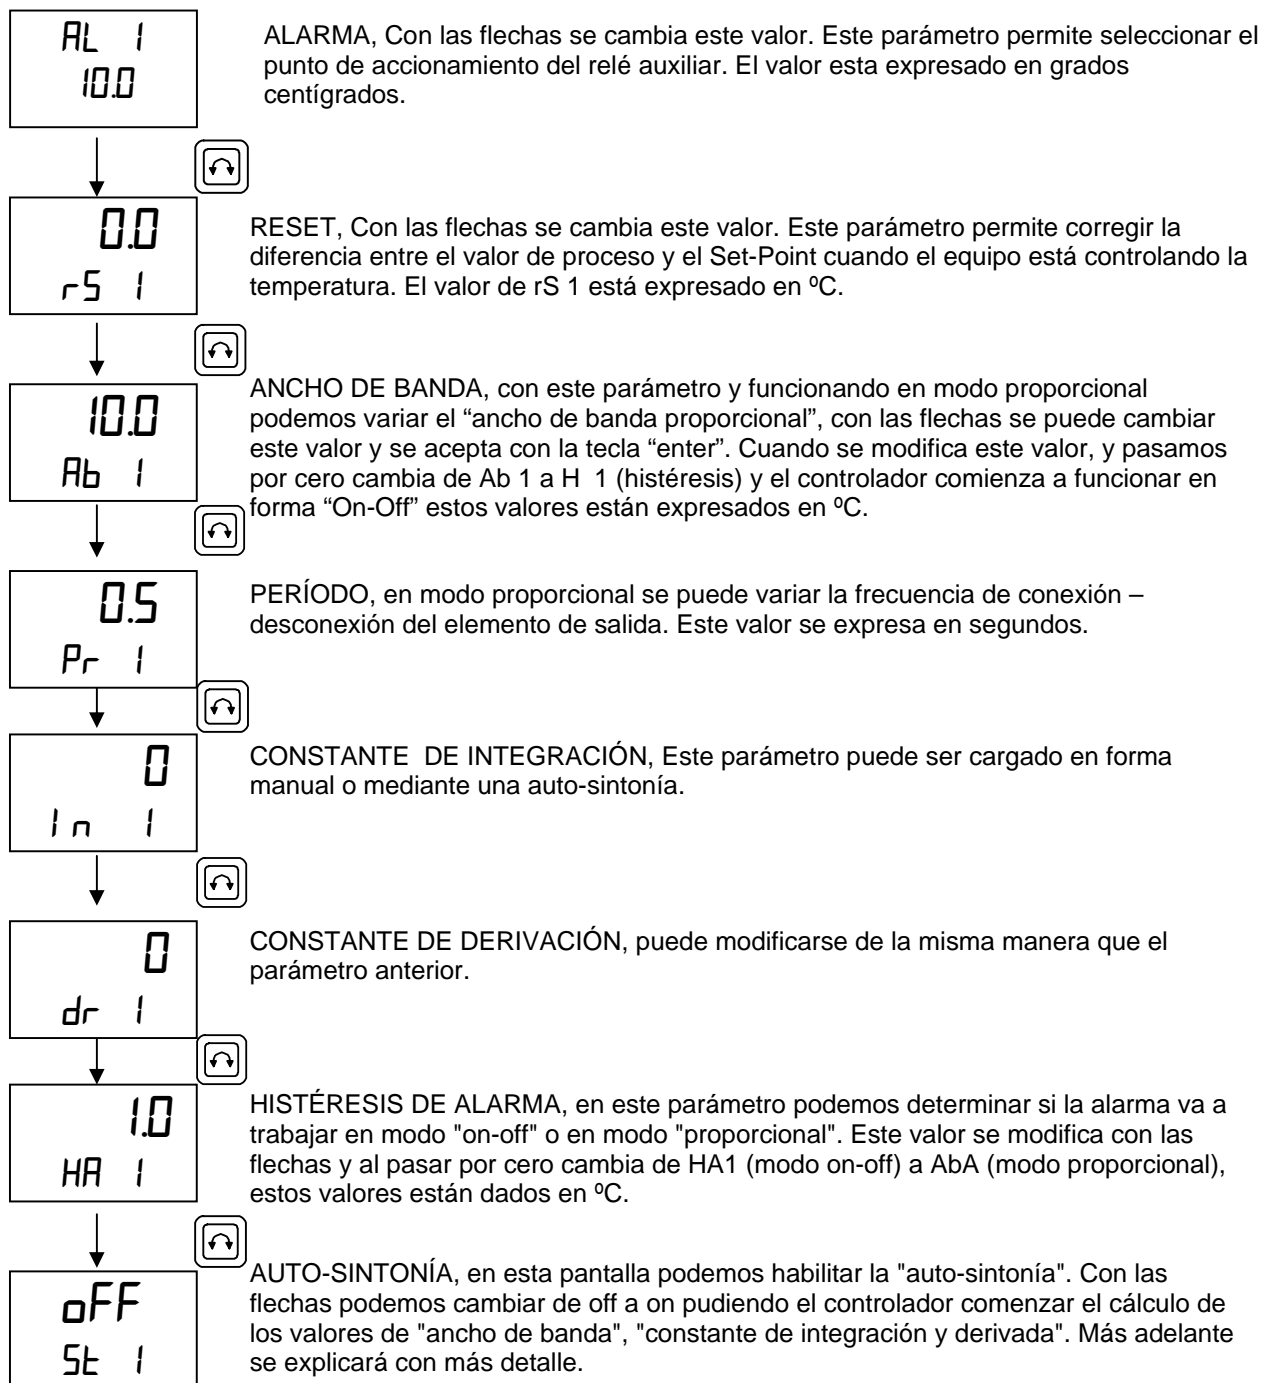 AL 1
10.0
ALARMA, Con las flechas se cambia este valor. Este parámetro permite seleccionar el
punto de accionamiento del relé auxiliar. El valor esta expresado en grados
centígrados.
0.0
rS 1
RESET, Con las flechas se cambia este valor. Este parámetro permite corregir la
diferencia entre el valor de proceso y el Set-Point cuando el equipo está controlando la
temperatura. El valor de rS 1 está expresado en ºC.
10.0
Ab 1
ANCHO DE BANDA, con este parámetro y funcionando en modo proporcional
podemos variar el “ancho de banda proporcional”, con las flechas se puede cambiar
este valor y se acepta con la tecla “enter”. Cuando se modifica este valor, y pasamos
por cero cambia de Ab 1 a H 1 (histéresis) y el controlador comienza a funcionar en
forma “On-Off” estos valores están expresados en ºC.
0.5
Pr 1
PERÍODO, en modo proporcional se puede variar la frecuencia de conexión –
desconexión del elemento de salida. Este valor se expresa en segundos.
0
In 1
CONSTANTE DE INTEGRACIÓN, Este parámetro puede ser cargado en forma
manual o mediante una auto-sintonía.
0
dr 1
CONSTANTE DE DERIVACIÓN, puede modificarse de la misma manera que el
parámetro anterior.
1.0
HA 1
HISTÉRESIS DE ALARMA, en este parámetro podemos determinar si la alarma va a
trabajar en modo "on-off" o en modo "proporcional". Este valor se modifica con las
flechas y al pasar por cero cambia de HA1 (modo on-off) a AbA (modo proporcional),
estos valores están dados en ºC.
oFF
St 1
AUTO-SINTONÍA, en esta pantalla podemos habilitar la "auto-sintonía". Con las
flechas podemos cambiar de off a on pudiendo el controlador comenzar el cálculo de
los valores de "ancho de banda", "constante de integración y derivada". Más adelante
se explicará con más detalle.